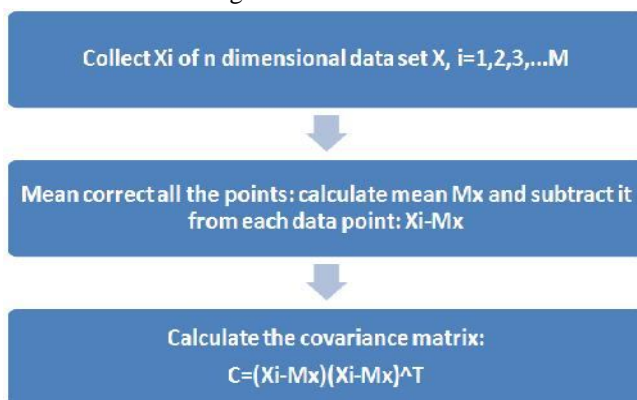 Collect Xi of n dimensional data set X, i=1,2,3,...M
Mean correct all the points: calculate mean Mx and subtract it
from each data point: Xi-Mx
Calculate the covariance matrix:
C=(Xi-Mx)(Xi-Mx)^T